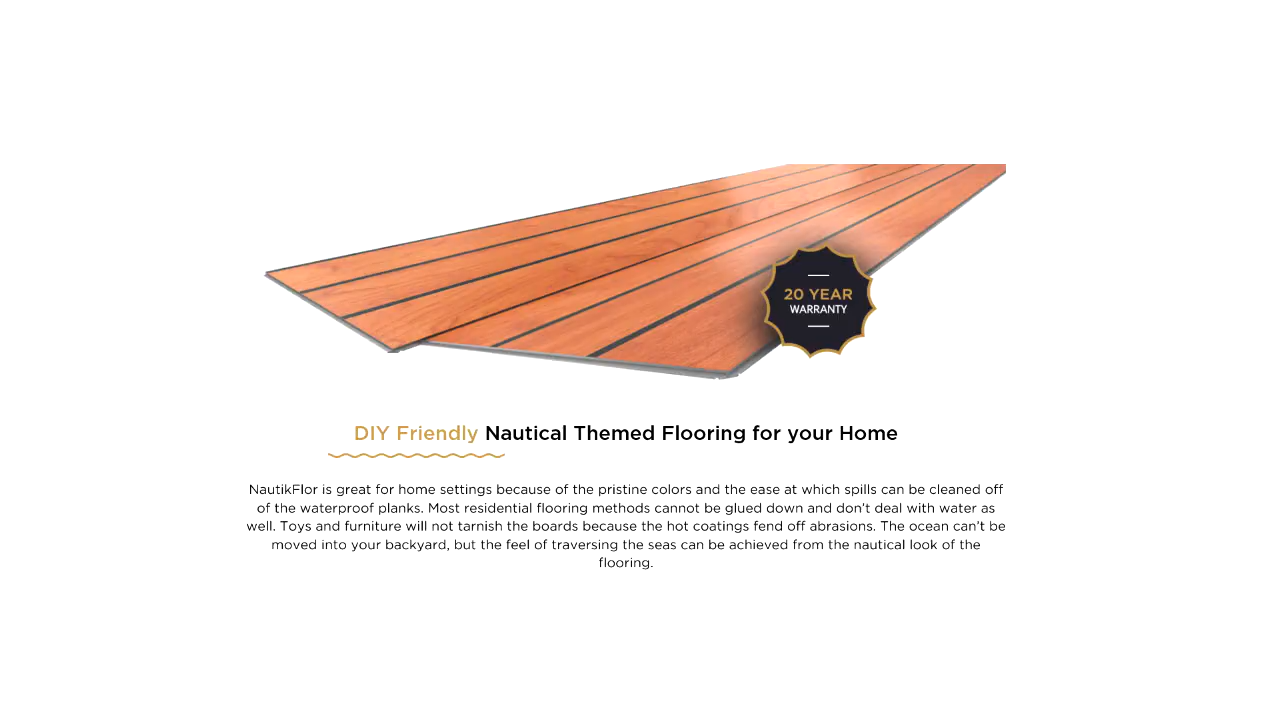 20 YEAR
WARRANTY
DIY Friendly Nautical Themed Flooring for your Home
NautikFlor is great for home settings because of the pristine colors and the ease at which spills can be cleaned off
of the waterproof planks. Most residential flooring methods cannot be glued down and don't deal with water as
well. Toys and furniture will not tarnish the boards because the hot coatings fend off abrasions. The ocean can't be
moved into your backyard, but the feel of traversing the seas can be achieved from the nautical look of the
flooring.